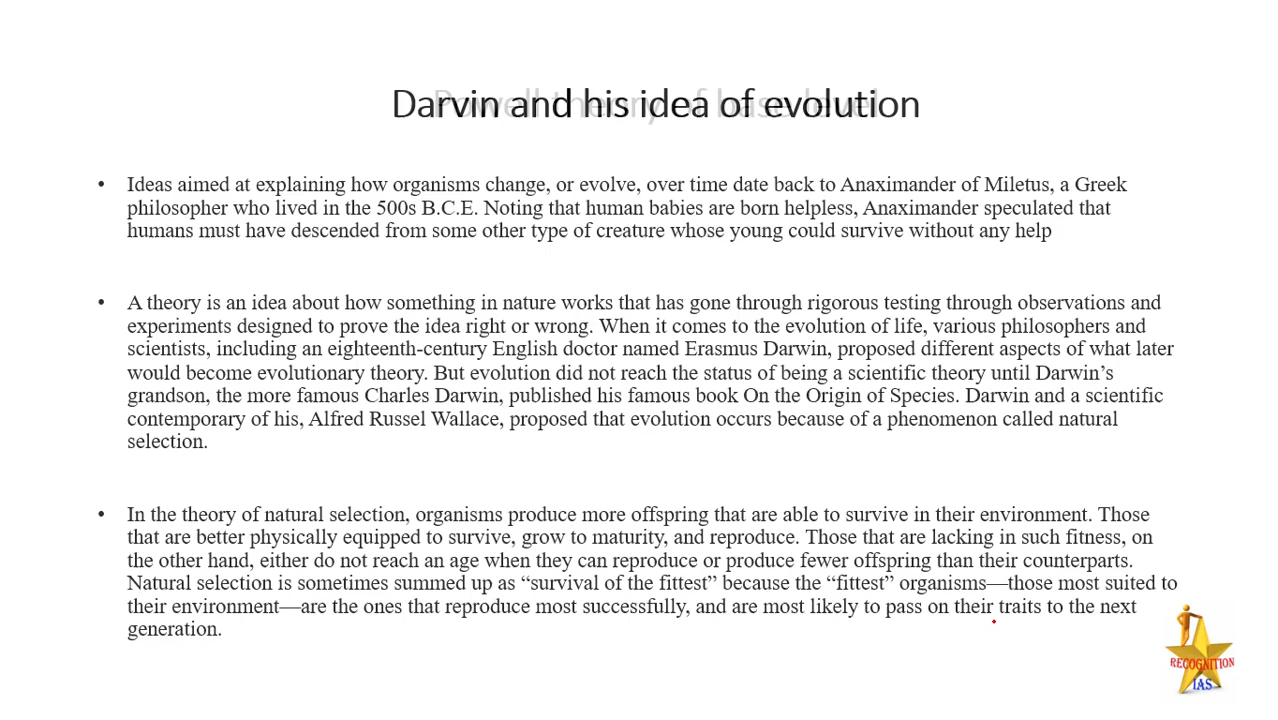 Darvin and his idea of evolution
Powell theory of base level
• Ideas aimed at explaining how organisms change, or evolve, over time date back to Anaximander of Miletus, a Greek
philosopher who lived in the 500s B.C.E. Noting that human babies are born helpless, Anaximander speculated that
humans must have descended from some other type of creature whose young could survive without any help
• A theory is an idea about how something in nature works that has gone through rigorous testing through observations and
experiments designed to prove the idea right or wrong. When it comes to the evolution of life, various philosophers and
scientists, including an eighteenth-century English doctor named Erasmus Darwin, proposed different aspects of what later
would become evolutionary theory. But evolution did not reach the status of being a scientific theory until Darwin’s
grandson, the more famous Charles Darwin, published his famous book On the Origin of Species. Darwin and a scientific
contemporary of his, Alfred Russel Wallace, proposed that evolution occurs because of a phenomenon called natural
selection.
• In the theory of natural selection, organisms produce more offspring that are able to survive in their environment. Those
that are better physically equipped to survive, grow to maturity, and reproduce. Those that are lacking in such fitness, on
the other hand, either do not reach an age when they can reproduce or produce fewer offspring than their counterparts.
Natural selection is sometimes summed up as “survival of the fittest” because the “fittest” organisms—those most suited to
their environment—are the ones that reproduce most successfully, and are most likely to pass on their traits to the next
generation.
RECOGNITION
IAS